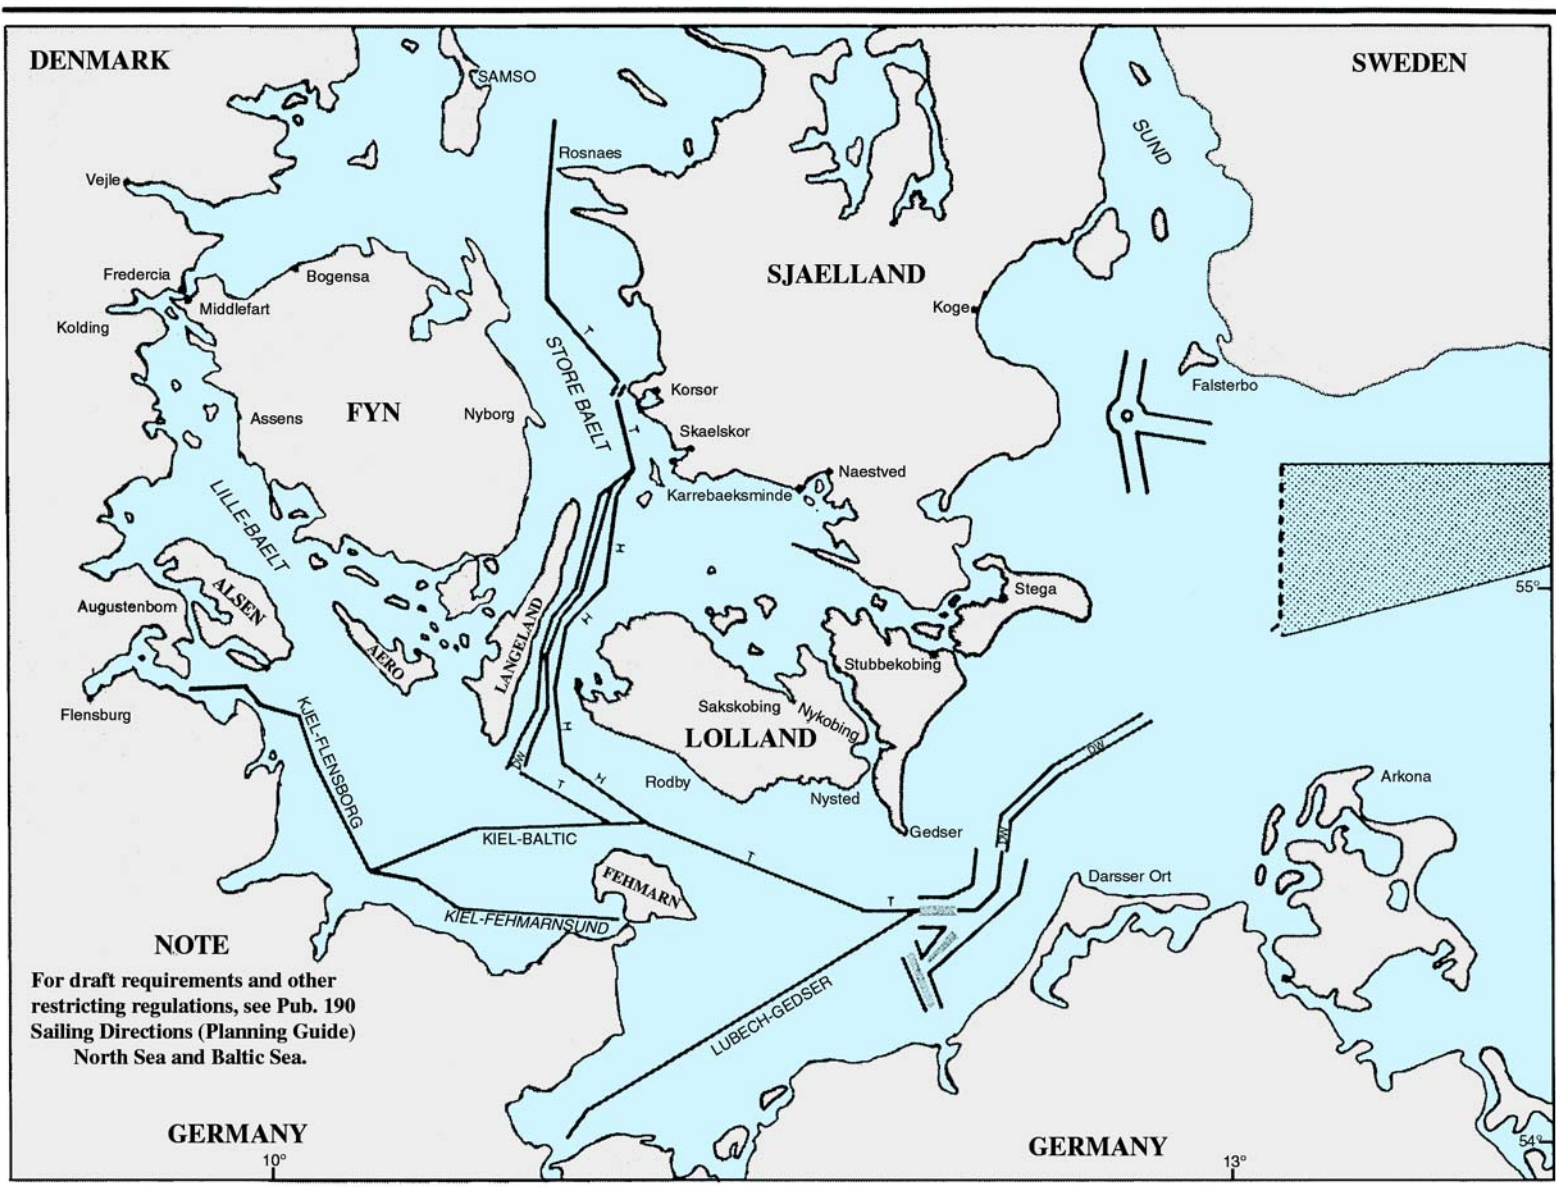 DENMARK
SWEDEN
SAMSO
SUND
Rosnaes
Vejle
Fredercia
Bogensa
SJAELLAND
Middlefart
Koge
Kolding
STORE BAELT
Falsterbo
Korsør
FYN
Assens
Nyborg
Skaelskor
Naestved
Karrebaeksminde
LILLE-BAELT
T
T
H
H
H
H
T
T
T
55°
Stega
ALSEN
Augustenborn
LANGELAND
AERO
Stubbekobing
Sakskobing
Nykobing
Flensburg
LOLLAND
KJEL-FLENSBORG
DW
DW
DW
Rodby
Nysted
Arkona
Gedser
KIEL-BALTIC
FEHMARN
Darsser Ort
KIEL-FEHMARNSUND
LUBECH-GEDSER
NOTE
For draft requirements and other
restricting regulations, see Pub. 190
Sailing Directions (Planning Guide)
North Sea and Baltic Sea.
GERMANY
GERMANY
54°
10°
13°